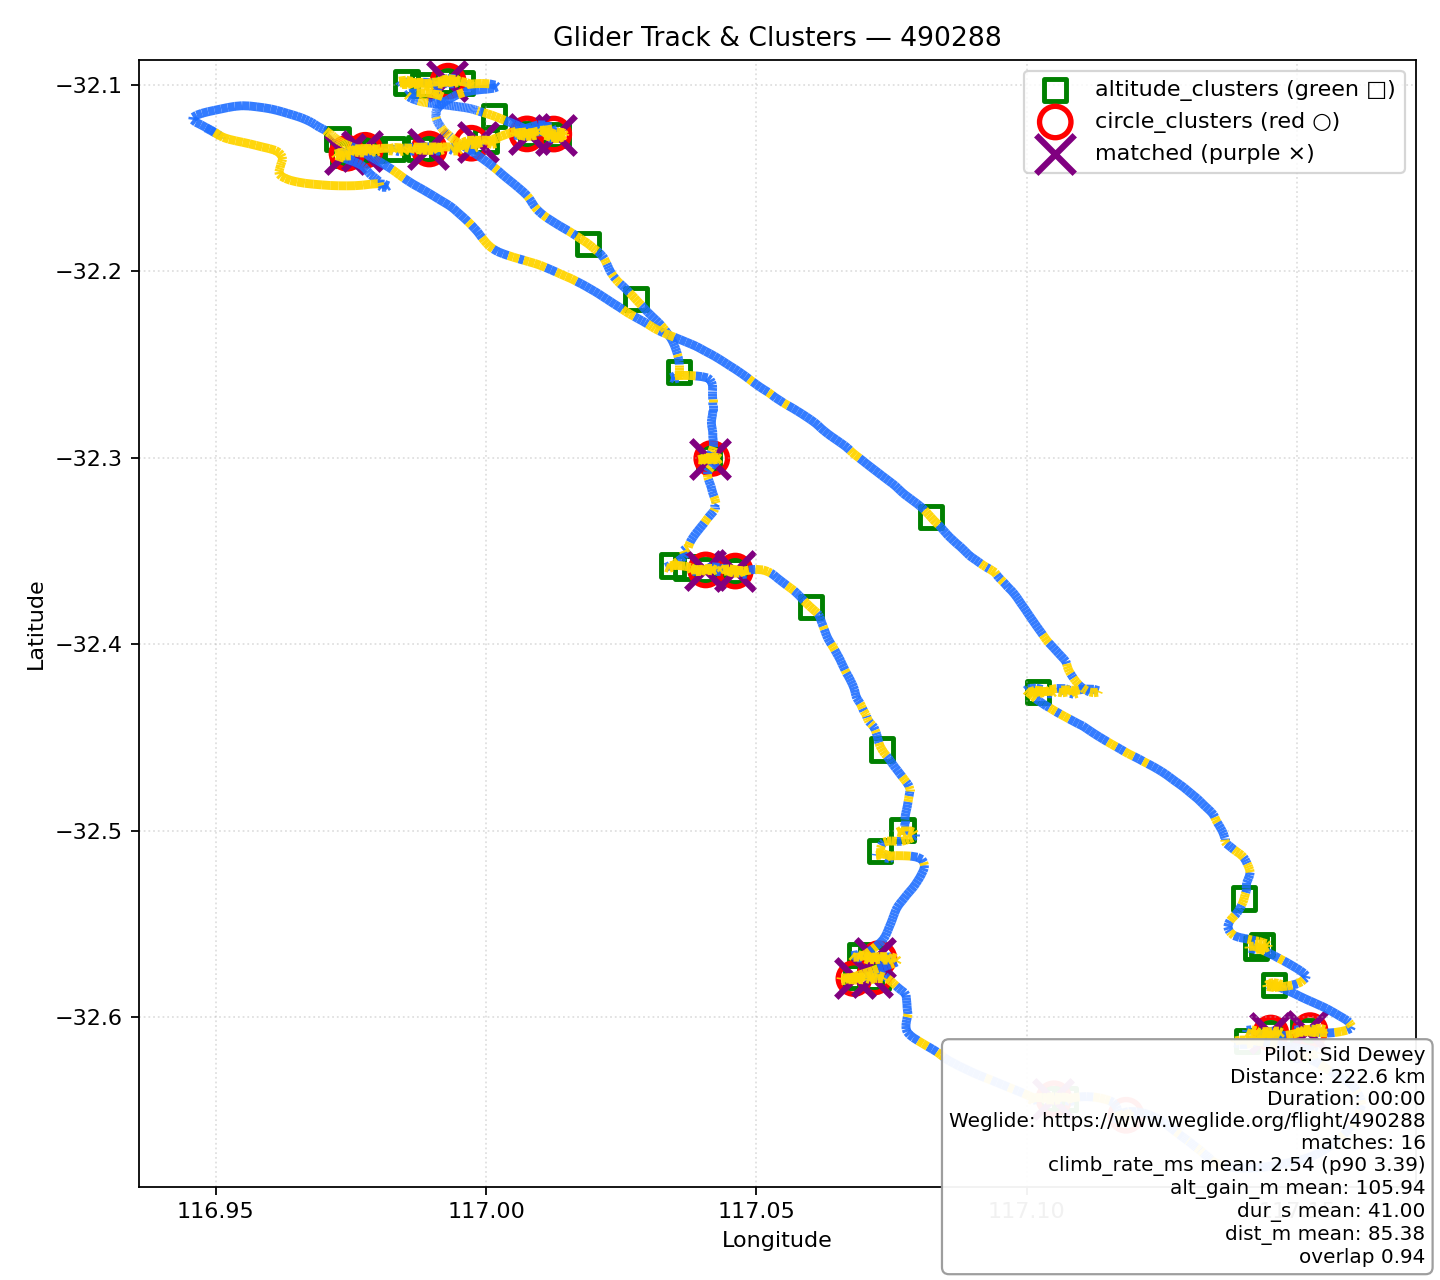 Glider Track & Clusters — 490288
altitude_clusters (green □)
circle_clusters (red ○)
matched (purple ×)
Latitude
−32.1
−32.2
−32.3
−32.4
−32.5
−32.6
116.95
117.00
117.05
117.10
Longitude
Pilot: Sid Dewey
Distance: 222.6 km
Duration: 00:00
Weglide: https://www.weglide.org/flight/490288
matches: 16
climb_rate_ms mean: 2.54 (p90 3.39)
alt_gain_m mean: 105.94
dur_s mean: 41.00
dist_m mean: 85.38
overlap 0.94